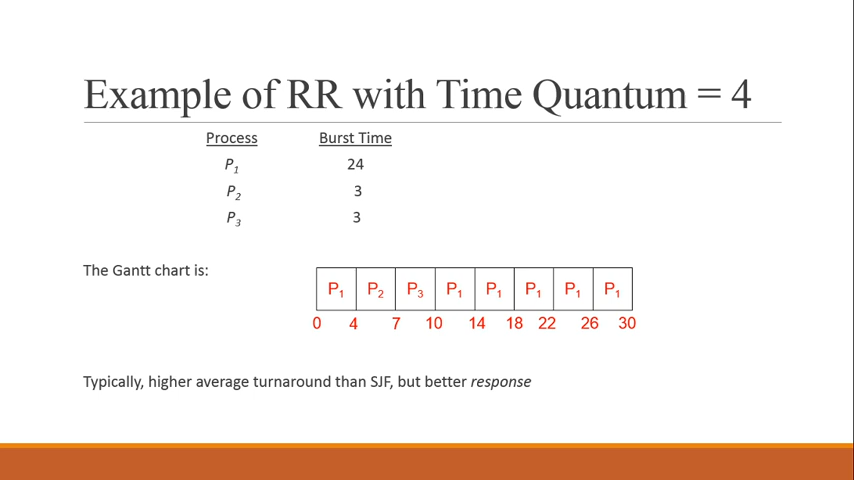 Example of RR with Time Quantum = 4
Process Burst Time
P1 24
P2 3
P3 3
The Gantt chart is:
P1 P2 P3 P1 P1 P1 P1 P1
0 4 7 10 14 18 22 26 30
Typically, higher average turnaround than SJF, but better response